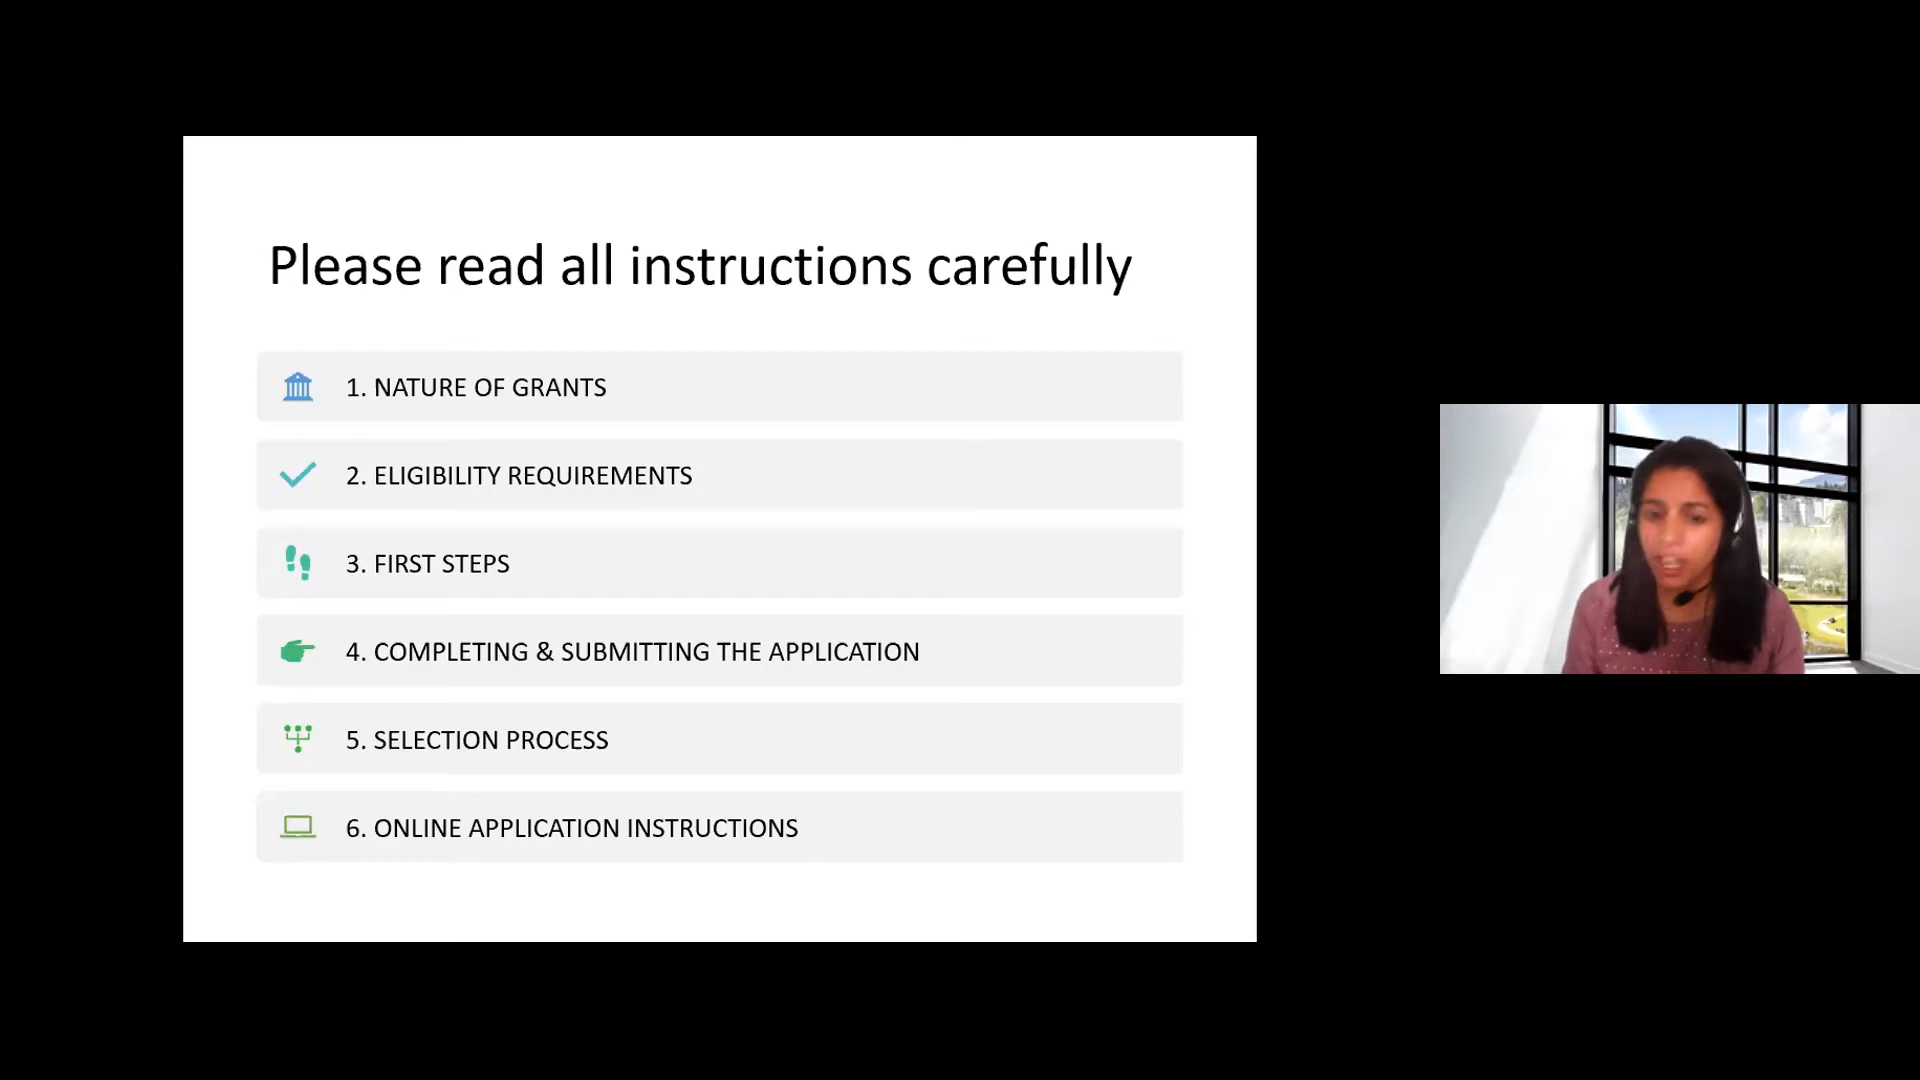 Please read all instructions carefully
1. NATURE OF GRANTS
2. ELIGIBILITY REQUIREMENTS
3. FIRST STEPS
4. COMPLETING & SUBMITTING THE APPLICATION
5. SELECTION PROCESS
6. ONLINE APPLICATION INSTRUCTIONS